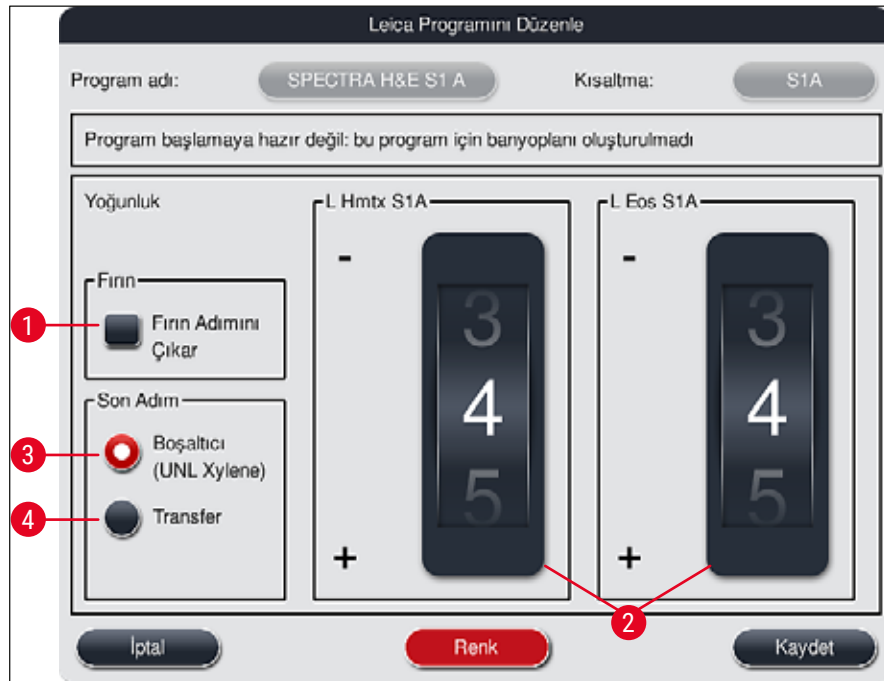 Leica Programını Düzenle
Program adı: SPECTRA H&E S1 A Kısaltma: S1A
Program başlamaya hazır değil: bu program için banyoplanı oluşturulmadı
Yoğunluk
Fırın
1 Fırın Adımını
Çıkar
Son Adım
3 Boşaltıcı
(UNL Xylene)
4 Transfer
L Hmtx S1A
-
3
4
5
+
L Eos S1A
-
3
4
5
+
2
İptal Renk Kaydet